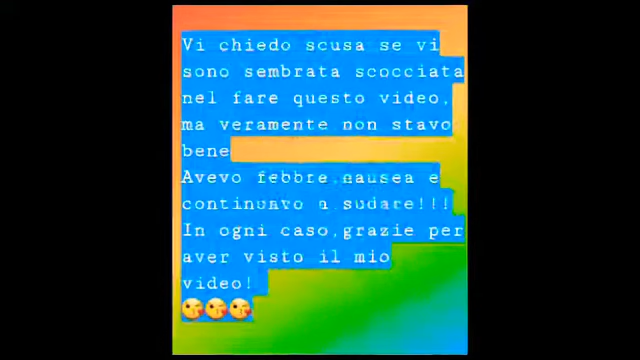 Vi chiedo scusa se vi
sono sembrata scocciata
nel fare questo video,
ma veramente non stavo
bene
Avevo febbre,nausea e
continuavo a sudare!!!
In ogni caso,grazie per
aver visto il mio
video!
😘😘😘